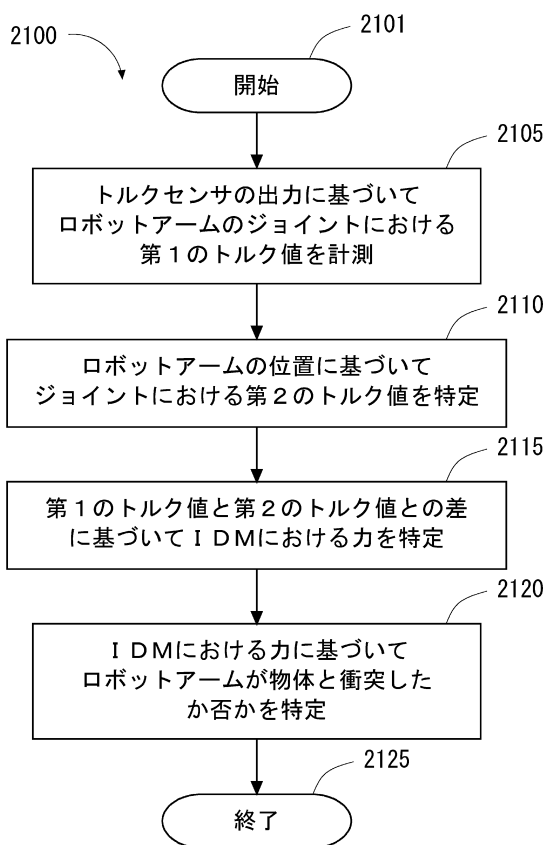 2100
2101
開始
2105
トルクセンサの出力に基づいて
ロボットアームのジョイントにおける
第１のトルク値を計測
2110
ロボットアームの位置に基づいて
ジョイントにおける第２のトルク値を特定
2115
第１のトルク値と第２のトルク値との差
に基づいてＩＤＭにおける力を特定
2120
ＩＤＭにおける力に基づいて
ロボットアームが物体と衝突した
か否かを特定
2125
終了